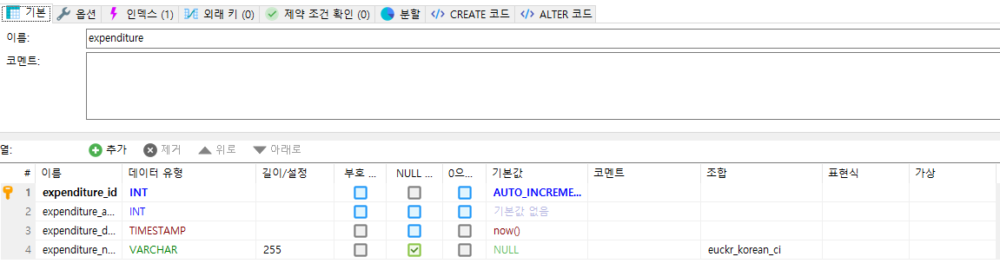 기본 옵션 인덱스 (1) 외래 키 (0) 제약 조건 확인 (0) 분할 CREATE 코드 ALTER 코드
이름: expenditure
코멘트:
열: 추가 제거 위로 아래로
# 이름 데이터 유형 길이/설정 부호 ... NULL ... 0으... 기본값 코멘트 조합 표현식 가상
1 expenditure_id INT AUTO_INCREME...
2 expenditure_a... INT 기본값 없음
3 expenditure_d... TIMESTAMP now()
4 expenditure_n... VARCHAR 255 NULL euckr_korean_ci